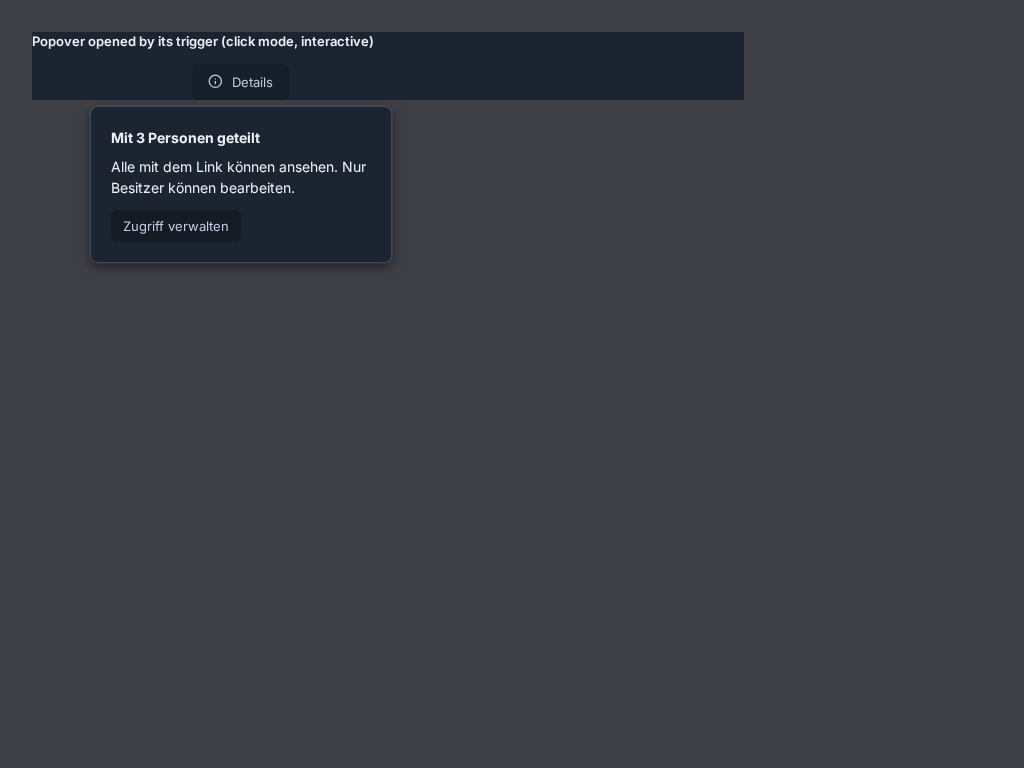 Popover opened by its trigger (click mode, interactive)
Details
Mit 3 Personen geteilt
Alle mit dem Link können ansehen. Nur
Besitzer können bearbeiten.
Zugriff verwalten